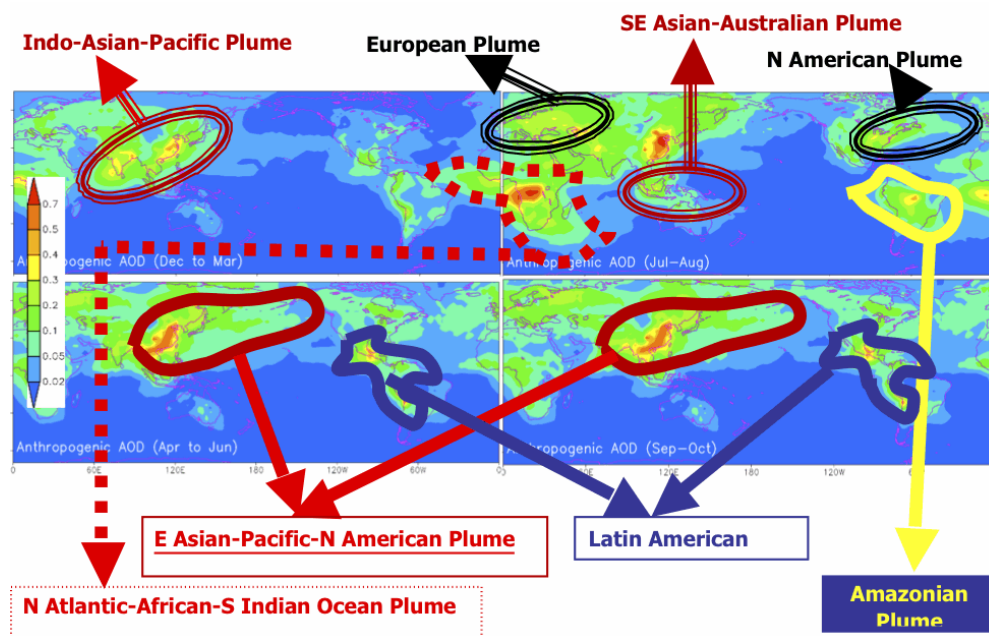 Indo-Asian-Pacific Plume
European Plume
SE Asian-Australian Plume
N American Plume
0.7
0.5
0.4
0.3
0.2
0.1
0.05
0.02
Anthropogenic AOD (Dec to Mar)
Anthropogenic AOD (Jul-Aug)
Anthropogenic AOD (Apr to Jun)
Anthropogenic AOD (Sep-Oct)
0 60E 120E 180 120W 60W 0 60E 120E 180 120W 60W
E Asian-Pacific-N American Plume
Latin American
N Atlantic-African-S Indian Ocean Plume
Amazonian
Plume